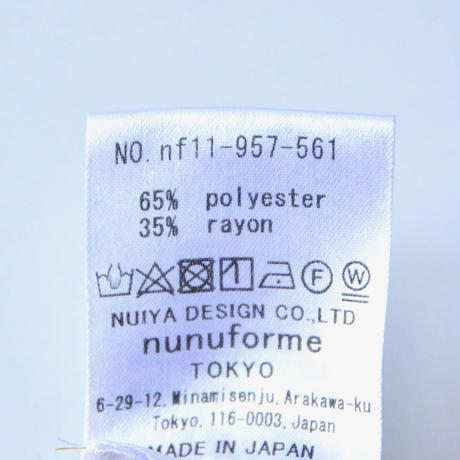 NO. nf11-957-561
65% polyester
35% rayon
F W
NUIYA DESIGN CO.,LTD
nunuforme
TOKYO
6-29-12, Minamisenju, Arakawa-ku
Tokyo, 116-0003, Japan
MADE IN JAPAN